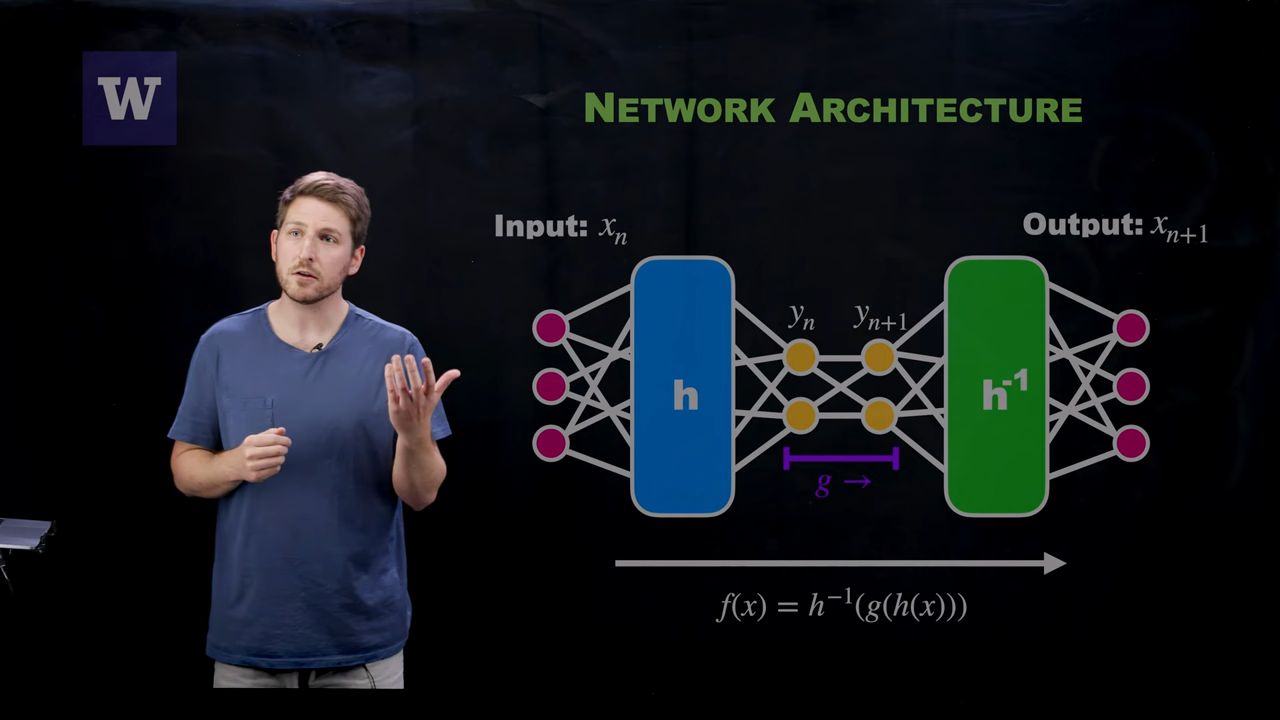 W
NETWORK ARCHITECTURE
Input: xₙ
Output: xₙ₊₁
yₙ yₙ₊₁
h
h⁻¹
g →
f(x) = h⁻¹(g(h(x)))